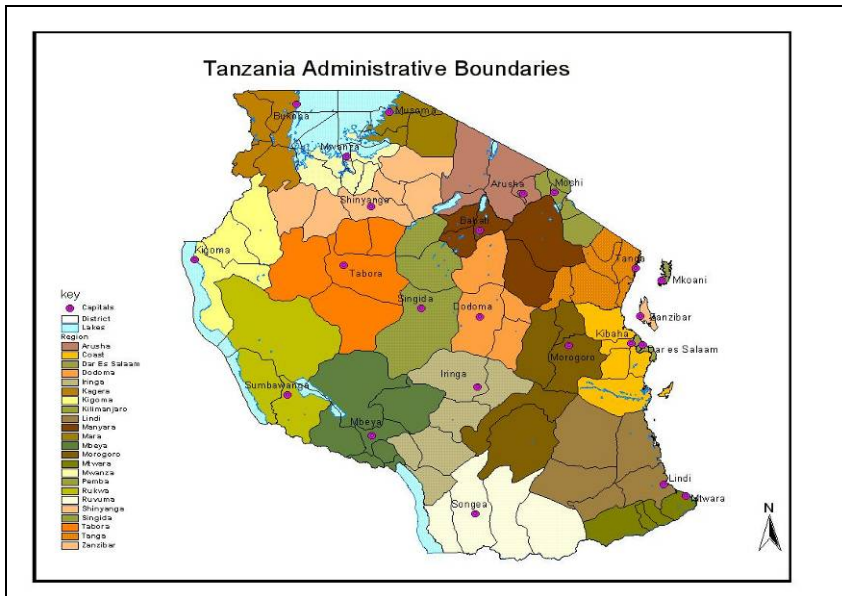 Tanzania Administrative Boundaries
Bukoba
Musoma
Mwanza
Arusha
Moshi
Shinyanga
Babati
Kigoma
Tanga
Tabora
Mkoani
Singida
Dodoma
Zanzibar
Kibaha
Dar es Salaam
Morogoro
Iringa
Sumbawanga
Mbeya
Lindi
Mtwara
Songea
N
key
Capitals
District
Lakes
Region
Arusha
Coast
Dar Es Salaam
Dodoma
Iringa
Kagera
Kigoma
Kilimanjaro
Lindi
Manyara
Mara
Mbeya
Morogoro
Mtwara
Mwanza
Pemba
Rukwa
Ruvuma
Shinyanga
Singida
Tabora
Tanga
Zanzibar